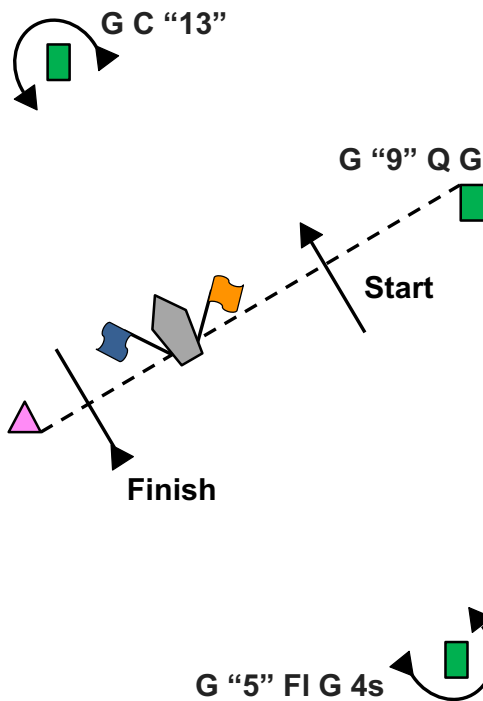 G C “13”
G “9” Q G
Start
Finish
G “5” Fl G 4s